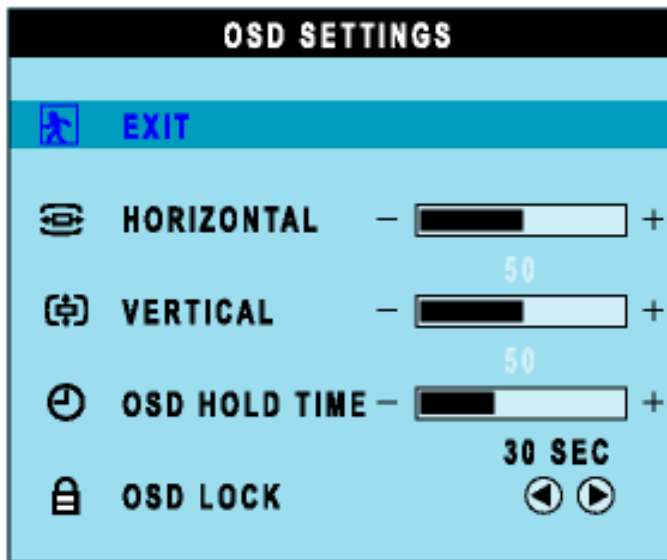 OSD SETTINGS
EXIT
HORIZONTAL - +
50
VERTICAL - +
50
OSD HOLD TIME - +
30 SEC
OSD LOCK